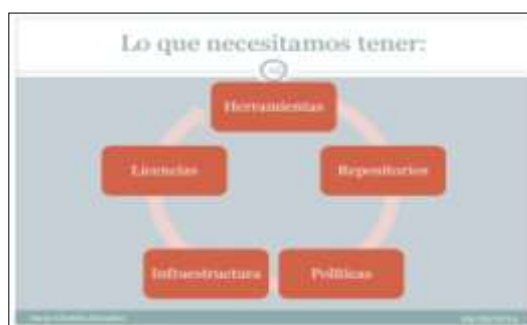 Lo que necesitamos tener:
Herramientas
Repositorios
Políticas
Infraestructura
Licencias